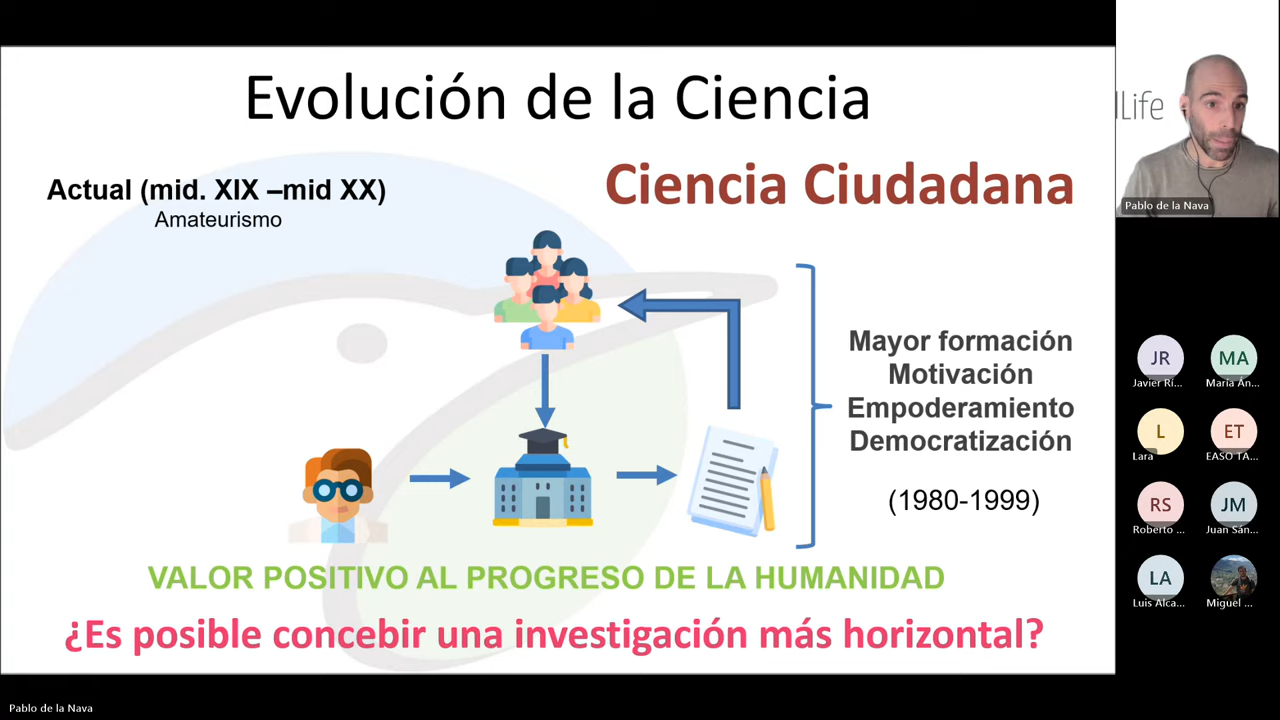 Evolución de la Ciencia
Actual (mid. XIX –mid XX)
Amateurismo
Ciencia Ciudadana
Mayor formación
Motivación
Empoderamiento
Democratización
(1980-1999)
VALOR POSITIVO AL PROGRESO DE LA HUMANIDAD
¿Es posible concebir una investigación más horizontal?
Life
Pablo de la Nava
JR
Javier Rí...
MA
María Án...
L
Lara
ET
EASO TA...
RS
Roberto ...
JM
Juan Sán...
LA
Luis Alca...
Miguel ...
Pablo de la Nava